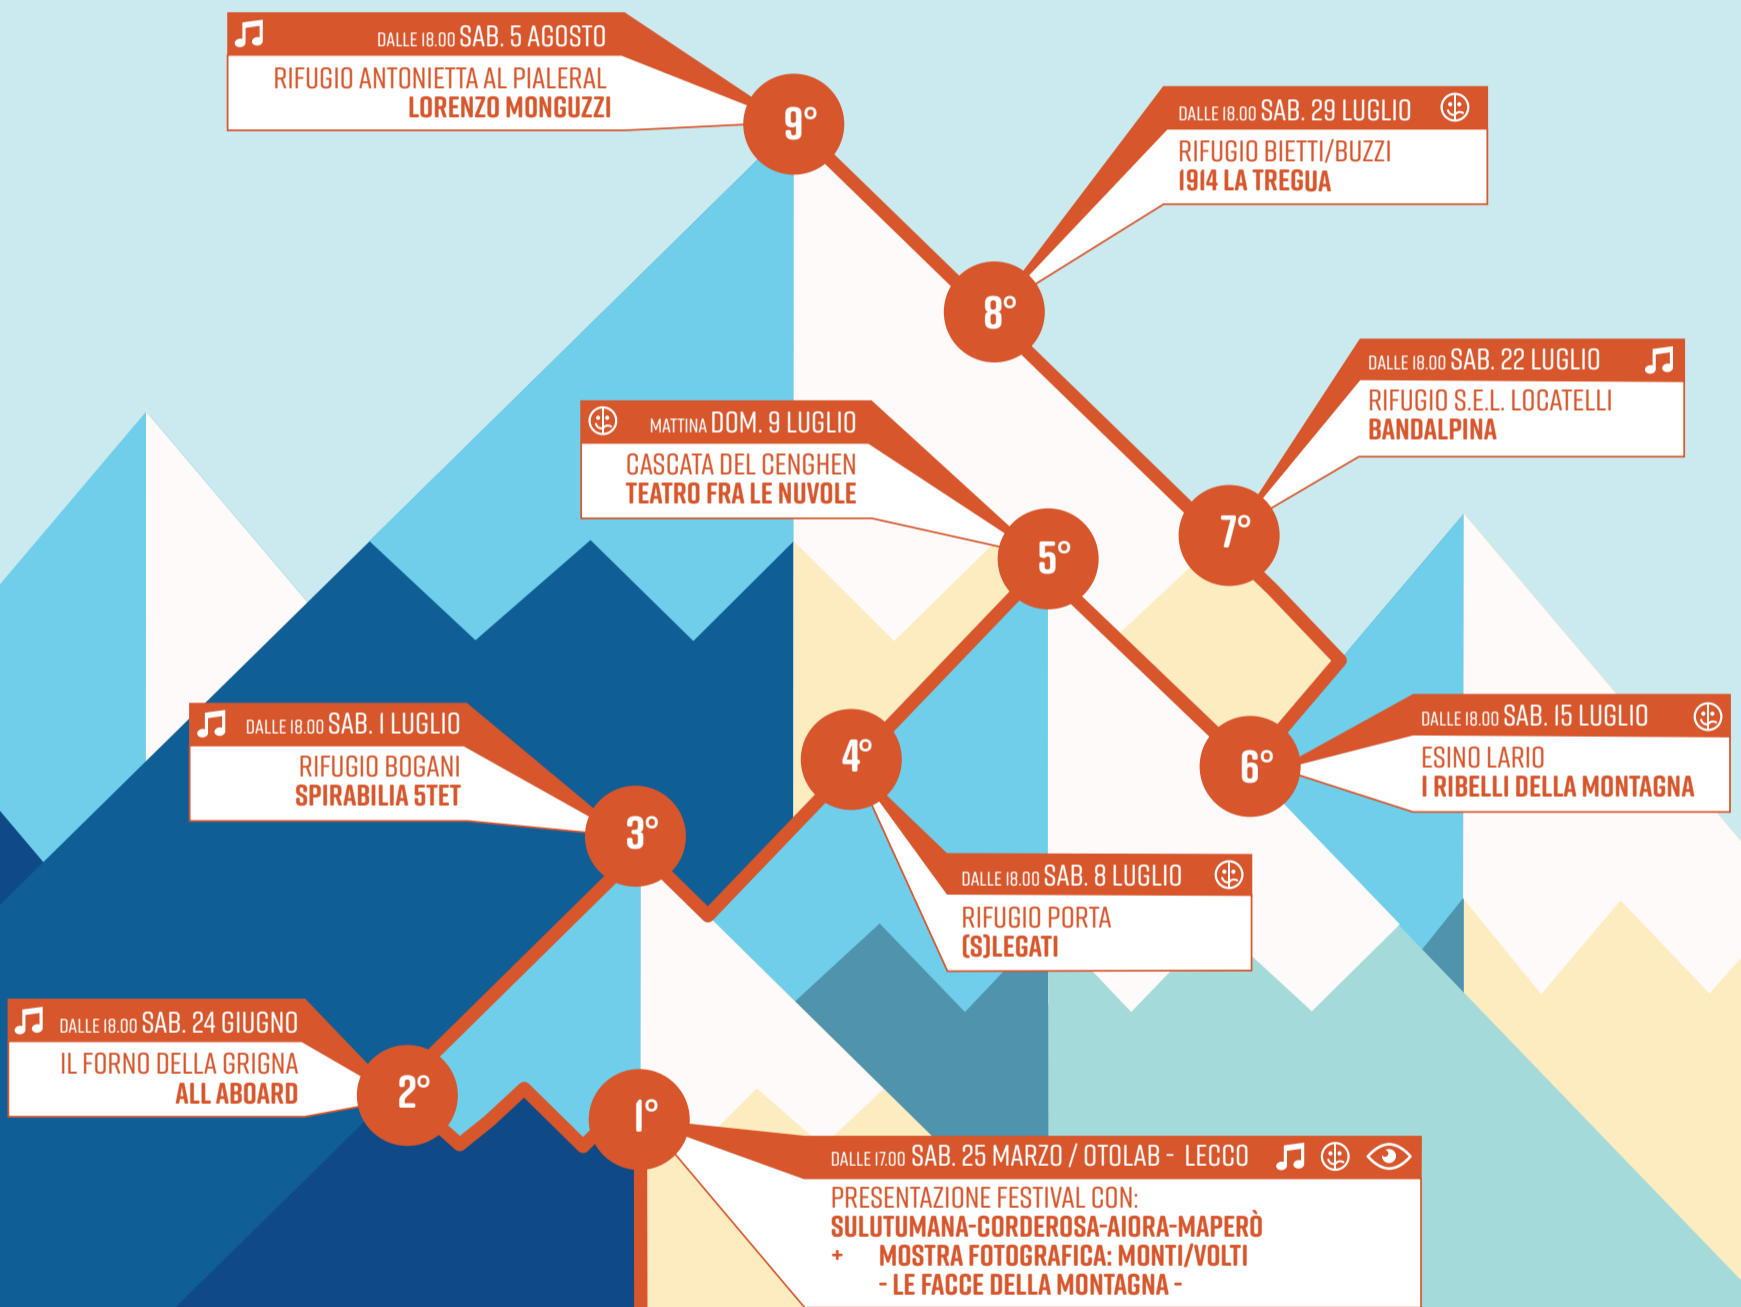 DALLE 18.00 SAB. 5 AGOSTO
RIFUGIO ANTONIETTA AL PIALERAL
LORENZO MONGUZZI
9°
DALLE 18.00 SAB. 29 LUGLIO
RIFUGIO BIETTI/BUZZI
1914 LA TREGUA
8°
DALLE 18.00 SAB. 22 LUGLIO
RIFUGIO S.E.L. LOCATELLI
BANDALPINA
7°
MATTINA DOM. 9 LUGLIO
CASCATA DEL CENGHEN
TEATRO FRA LE NUVOLE
5°
DALLE 18.00 SAB. 15 LUGLIO
ESINO LARIO
I RIBELLI DELLA MONTAGNA
6°
DALLE 18.00 SAB. 1 LUGLIO
RIFUGIO BOGANI
SPIRABILIA 5TET
3°
4°
DALLE 18.00 SAB. 8 LUGLIO
RIFUGIO PORTA
(S)LEGATI
DALLE 18.00 SAB. 24 GIUGNO
IL FORNO DELLA GRIGNA
ALL ABOARD
2°
1°
DALLE 17.00 SAB. 25 MARZO / OTOLAB - LECCO
PRESENTAZIONE FESTIVAL CON:
SULUTUMANA-CORDEROSA-AIORA-MAPERÒ
+ MOSTRA FOTOGRAFICA: MONTI/VOLTI
- LE FACCE DELLA MONTAGNA -